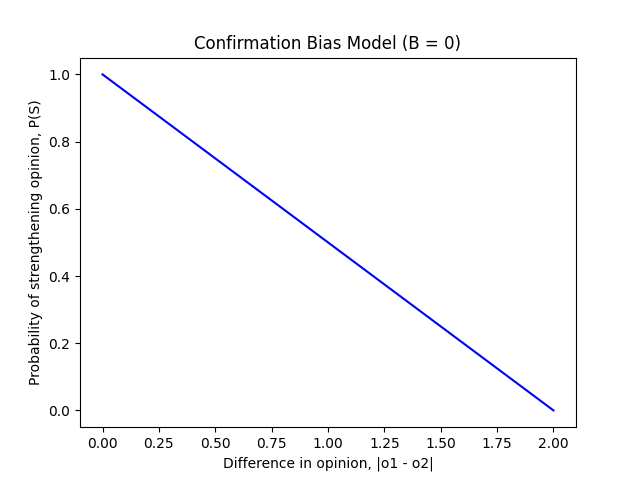 Confirmation Bias Model (B = 0)
Probability of strengthening opinion, P(S)
1.0
0.8
0.6
0.4
0.2
0.0
0.00 0.25 0.50 0.75 1.00 1.25 1.50 1.75 2.00
Difference in opinion, |o1 - o2|